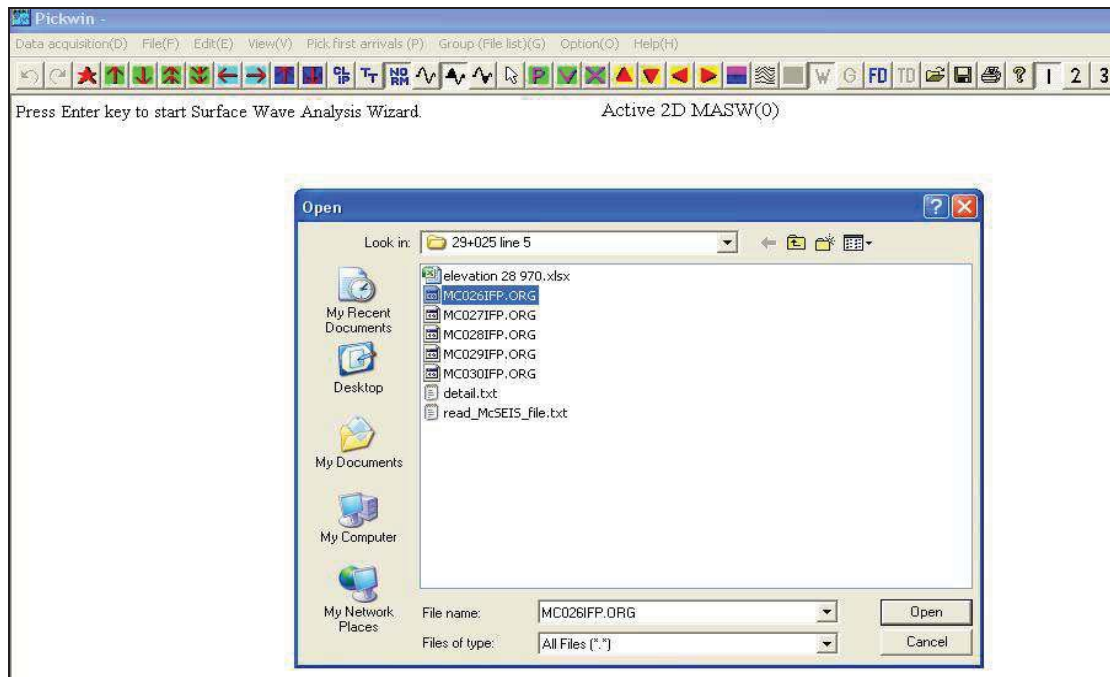 Pickwin -
Data acquisition(D) File(F) Edit(E) View(V) Pick first arrivals (P) Group (File list)(G) Option(O) Help(H)
CL IP TT NO RM P W G FD TD ? 1 2 3
Press Enter key to start Surface Wave Analysis Wizard. Active 2D MASW(0)
Open
Look in: 29+025 line 5
elevation 28 970.xlsx
MC026IFP.ORG
MC027IFP.ORG
MC028IFP.ORG
MC029IFP.ORG
MC030IFP.ORG
detail.txt
read_McSEIS_file.txt
My Recent
Documents
Desktop
My Documents
My Computer
My Network
Places
File name: MC026IFP.ORG Open
Files of type: All Files (*.*) Cancel